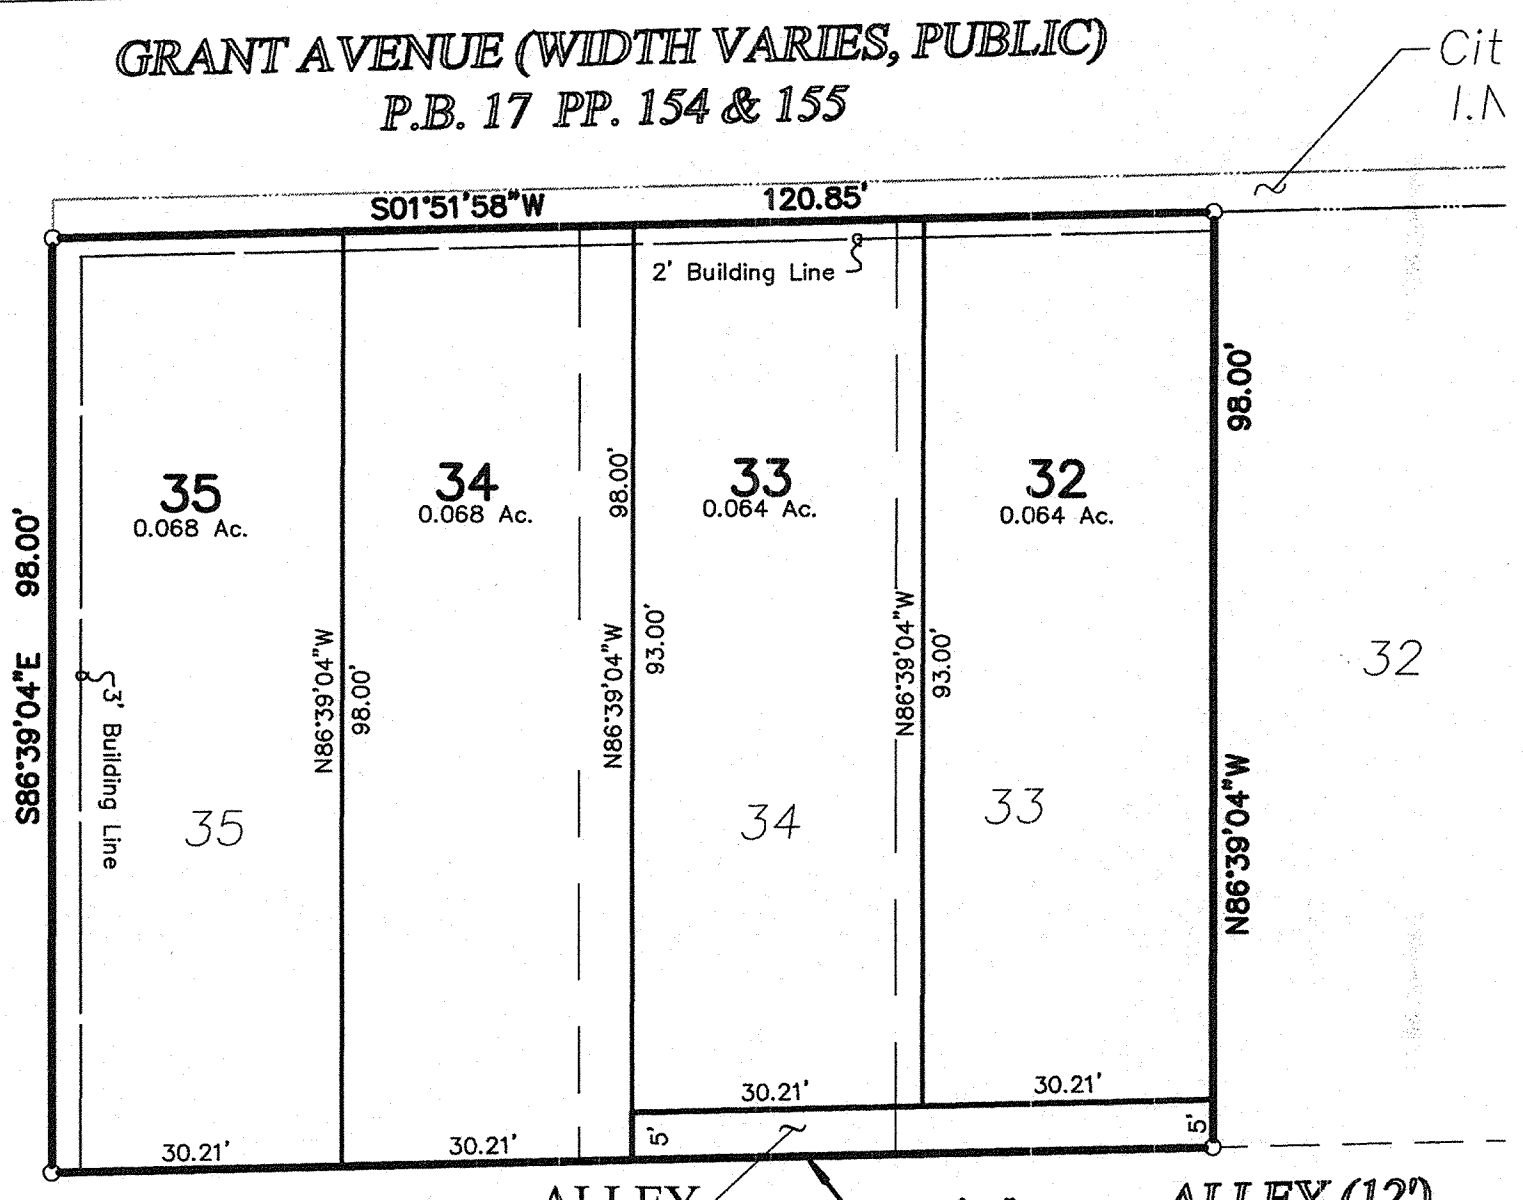 GRANT AVENUE (WIDTH VARIES, PUBLIC)
P.B. 17 PP. 154 & 155
Cit
I.N
S01°51'58"W 120.85'
2' Building Line
98.00'
35
0.068 Ac.
34
0.068 Ac.
98.00'
33
0.064 Ac.
32
0.064 Ac.
S86°39'04"E 98.00'
3' Building Line
N86°39'04"W
98.00'
N86°39'04"W
93.00'
N86°39'04"W
93.00'
32
35
34
33
N86°39'04"W
30.21'
30.21'
30.21'
30.21'
5'
5'
ALLEY
ALLEY (12')